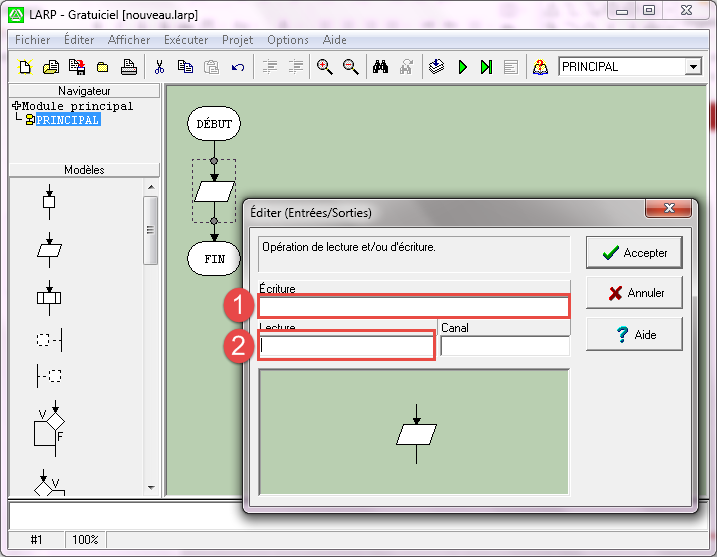 LARP - Gratuiciel [nouveau.larp]
Fichier Éditer Afficher Exécuter Projet Options Aide
PRINCIPAL
Navigateur
Module principal
PRINCIPAL
Modèles
DÉBUT
FIN
V
F
V
Éditer (Entrées/Sorties)
Opération de lecture et/ou d'écriture.
Accepter
Annuler
Aide
Écriture
1
Lecture Canal
2
#1 100%